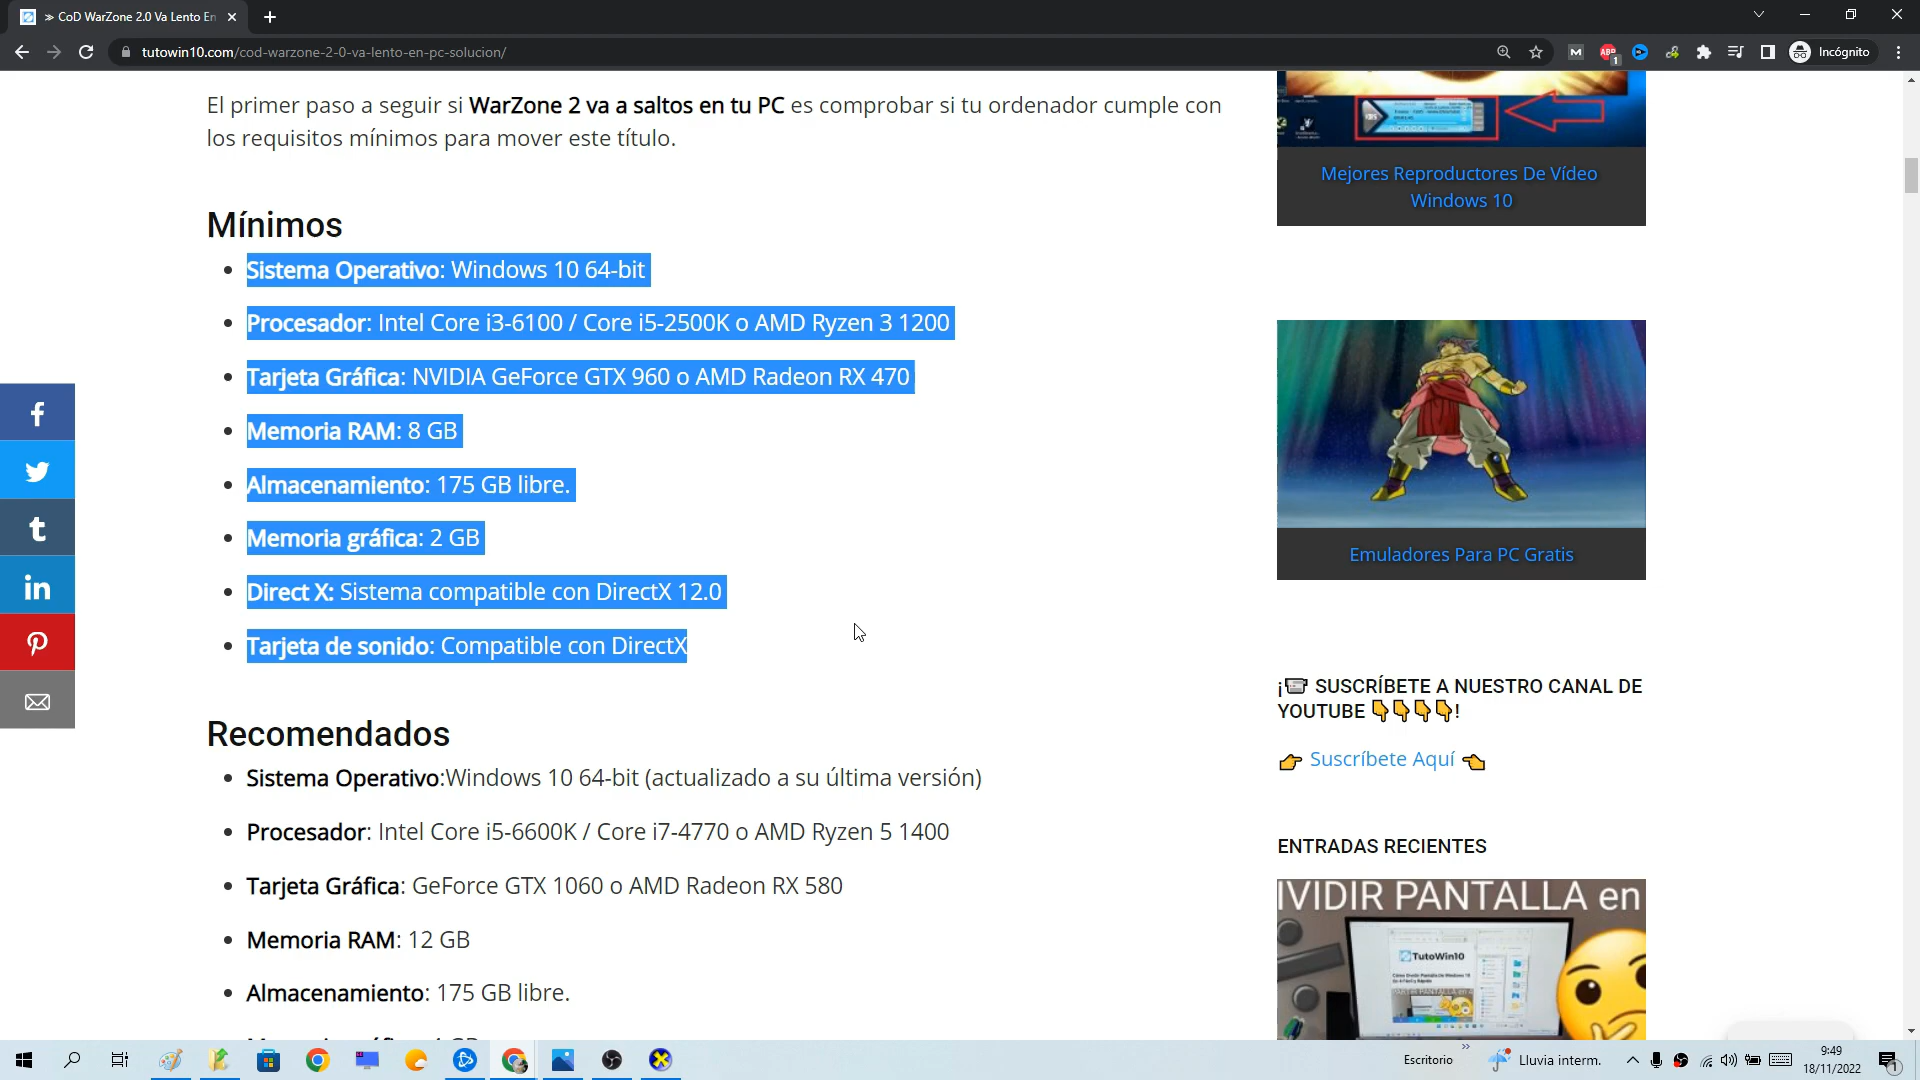 ≫ CoD WarZone 2.0 Va Lento En
tutowin10.com/cod-warzone-2-0-va-lento-en-pc-solucion/
ABP
1
Incógnito
El primer paso a seguir si WarZone 2 va a saltos en tu PC es comprobar si tu ordenador cumple con
los requisitos mínimos para mover este título.
Mínimos
Sistema Operativo: Windows 10 64-bit
Procesador: Intel Core i3-6100 / Core i5-2500K o AMD Ryzen 3 1200
Tarjeta Gráfica: NVIDIA GeForce GTX 960 o AMD Radeon RX 470
Memoria RAM: 8 GB
Almacenamiento: 175 GB libre.
Memoria gráfica: 2 GB
Direct X: Sistema compatible con DirectX 12.0
Tarjeta de sonido: Compatible con DirectX
Recomendados
Sistema Operativo:Windows 10 64-bit (actualizado a su última versión)
Procesador: Intel Core i5-6600K / Core i7-4770 o AMD Ryzen 5 1400
Tarjeta Gráfica: GeForce GTX 1060 o AMD Radeon RX 580
Memoria RAM: 12 GB
Almacenamiento: 175 GB libre.
Mejores Reproductores De Vídeo
Windows 10
Emuladores Para PC Gratis
¡📨 SUSCRÍBETE A NUESTRO CANAL DE
YOUTUBE 👇👇👇👇!
👉 Suscríbete Aquí 👈
ENTRADAS RECIENTES
IVIDIR PANTALLA en
TutoWin10
Escritorio
Lluvia interm.
9:49
18/11/2022
1